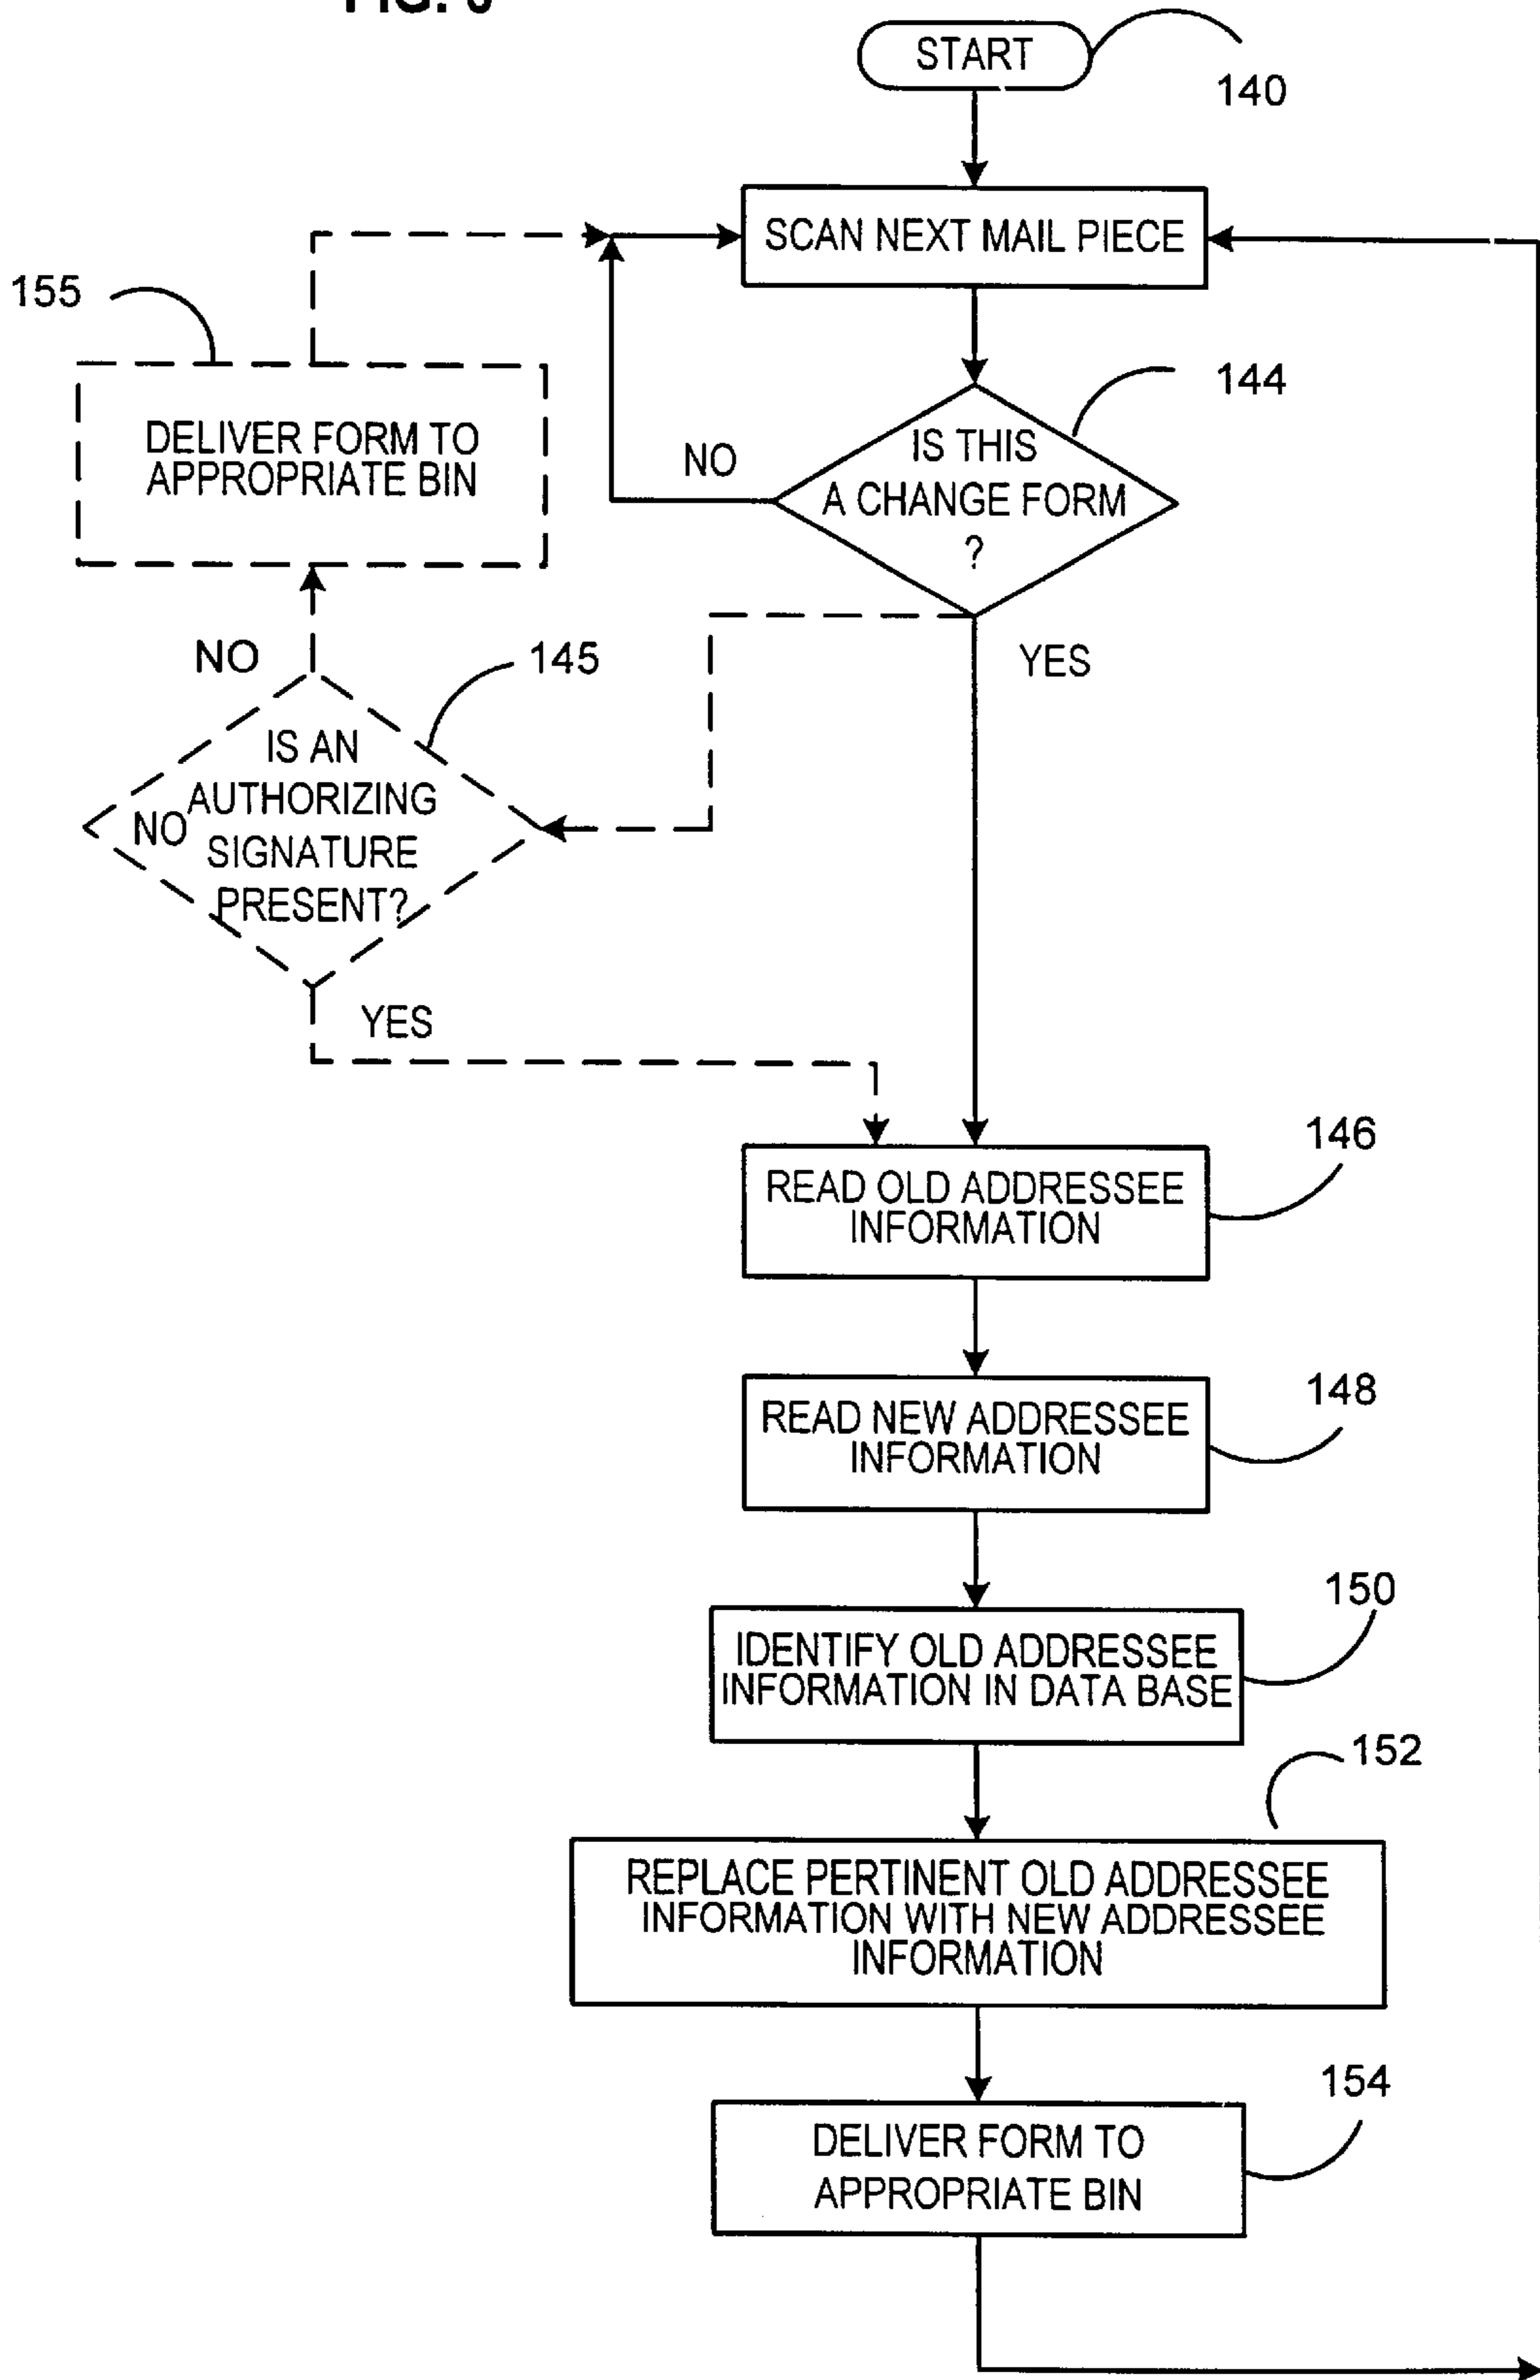 START
140
SCAN NEXT MAIL PIECE
155
144
DELIVER FORM TO
APPROPRIATE BIN
NO
IS THIS
A CHANGE FORM
?
YES
NO
145
IS AN
AUTHORIZING
NO
SIGNATURE
PRESENT?
YES
146
READ OLD ADDRESSEE
INFORMATION
148
READ NEW ADDRESSEE
INFORMATION
150
IDENTIFY OLD ADDRESSEE
INFORMATION IN DATA BASE
152
REPLACE PERTINENT OLD ADDRESSEE
INFORMATION WITH NEW ADDRESSEE
INFORMATION
154
DELIVER FORM TO
APPROPRIATE BIN